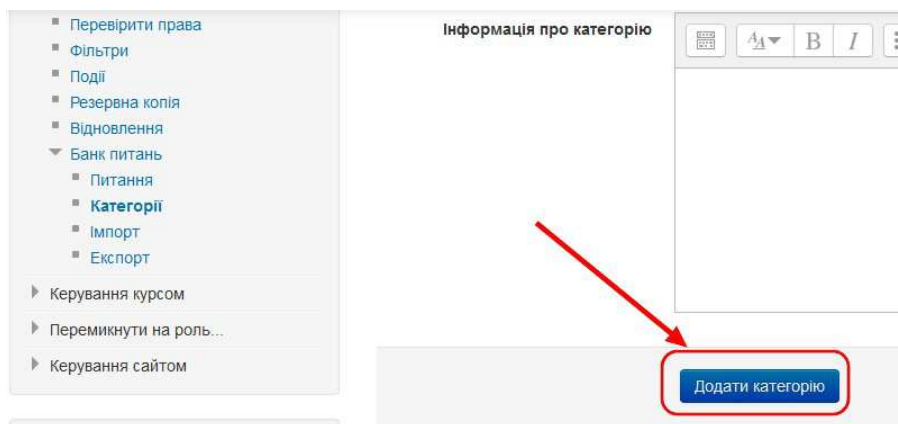 Перевірити права
Фільтри
Події
Резервна копія
Відновлення
Банк питань
Питання
Категорії
Імпорт
Експорт
Керування курсом
Перемикнути на роль...
Керування сайтом
Інформація про категорію
B I
Додати категорію